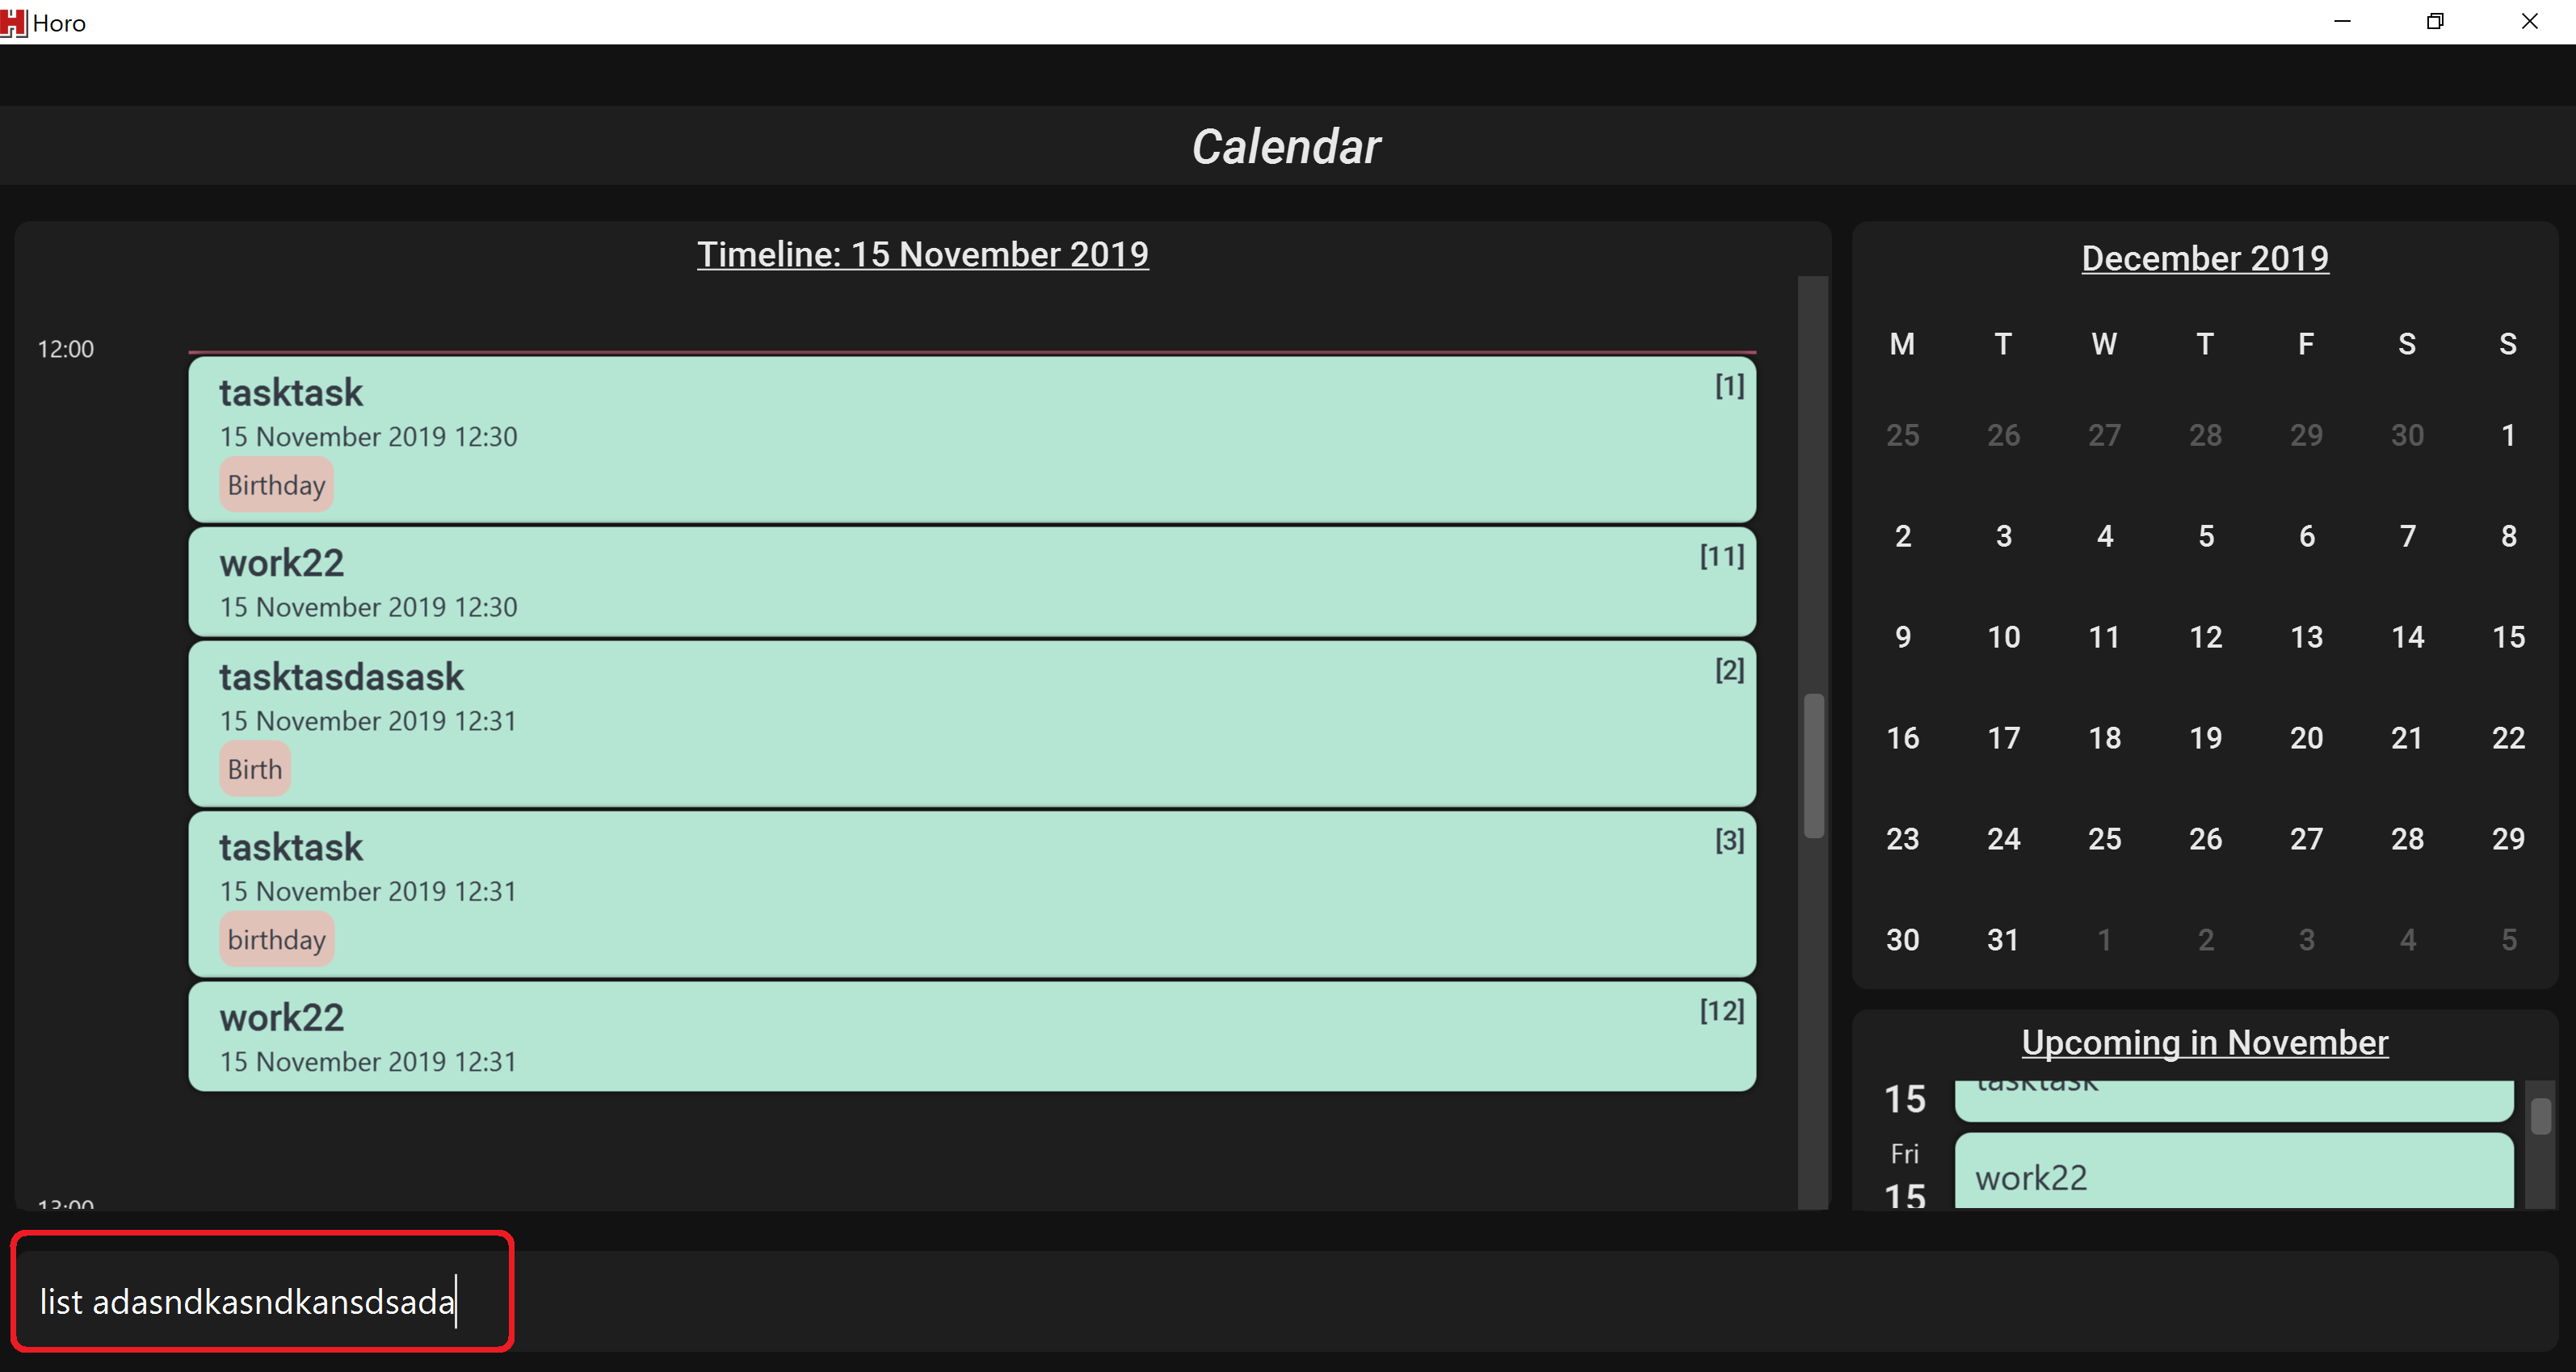 Horo
Calendar
Timeline: 15 November 2019
12:00
tasktask [1]
15 November 2019 12:30
Birthday
work22 [11]
15 November 2019 12:30
tasktasdasask [2]
15 November 2019 12:31
Birth
tasktask [3]
15 November 2019 12:31
birthday
work22 [12]
15 November 2019 12:31
13:00
December 2019
M T W T F S S
25 26 27 28 29 30 1
2 3 4 5 6 7 8
9 10 11 12 13 14 15
16 17 18 19 20 21 22
23 24 25 26 27 28 29
30 31 1 2 3 4 5
Upcoming in November
15 tasktask
Fri
15 work22
list adasndkasndkansdsada